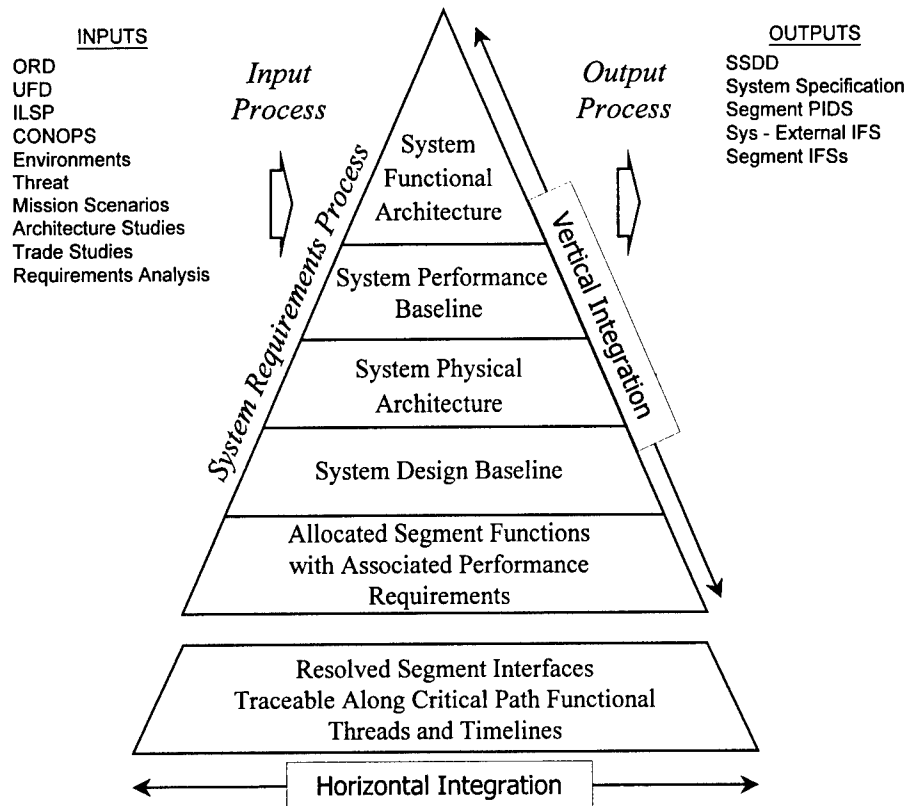 INPUTS
ORD
UFD
ILSP
CONOPS
Environments
Threat
Mission Scenarios
Architecture Studies
Trade Studies
Requirements Analysis
Input
Process
System Requirements Process
System
Functional
Architecture
System Performance
Baseline
System Physical
Architecture
System Design Baseline
Allocated Segment Functions
with Associated Performance
Requirements
Resolved Segment Interfaces
Traceable Along Critical Path Functional
Threads and Timelines
Horizontal Integration
Vertical Integration
Output
Process
OUTPUTS
SSDD
System Specification
Segment PIDS
Sys - External IFS
Segment IFSs